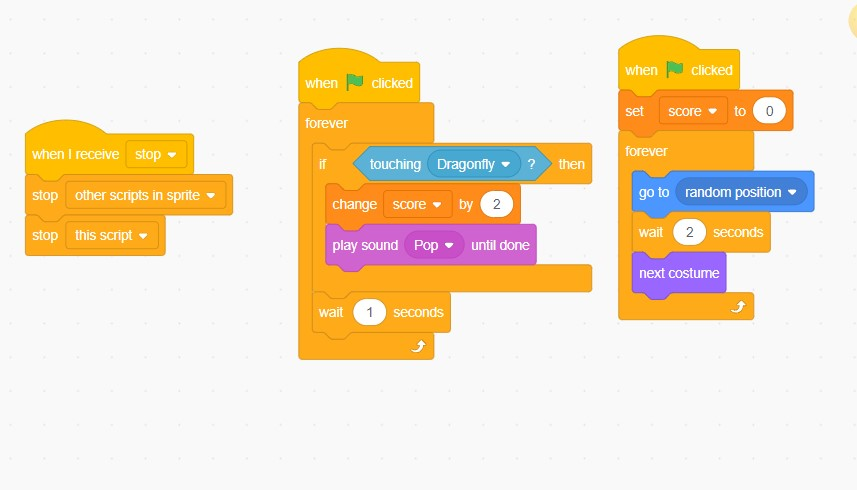 when I receive stop
stop other scripts in sprite
stop this script
when clicked
forever
if touching Dragonfly ? then
change score by 2
play sound Pop until done
wait 1 seconds
when clicked
set score to 0
forever
go to random position
wait 2 seconds
next costume